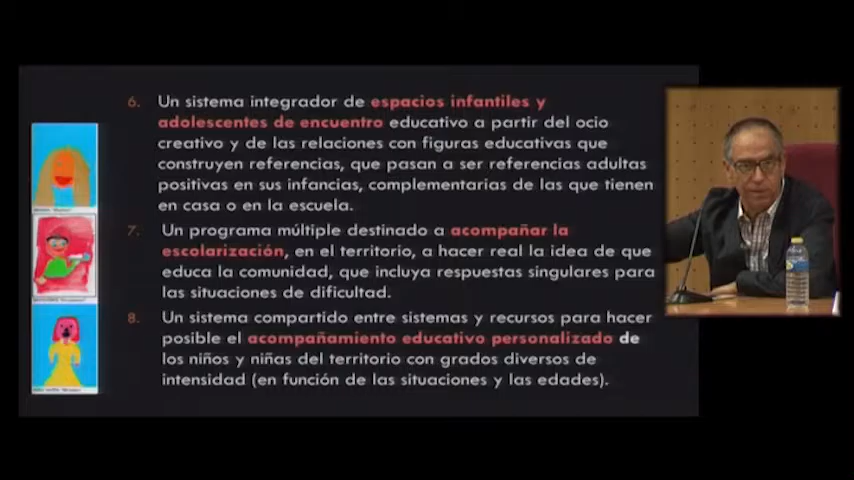 6. Un sistema integrador de espacios infantiles y
adolescentes de encuentro educativo a partir del ocio
creativo y de las relaciones con figuras educativas que
construyen referencias, que pasan a ser referencias adultas
positivas en sus infancias, complementarias de las que tienen
en casa o en la escuela.
7. Un programa múltiple destinado a acompañar la
escolarización, en el territorio, a hacer real la idea de que
educa la comunidad, que incluya respuestas singulares para
las situaciones de dificultad.
8. Un sistema compartido entre sistemas y recursos para hacer
posible el acompañamiento educativo personalizado de
los niños y niñas del territorio con grados diversos de
intensidad (en función de las situaciones y las edades).